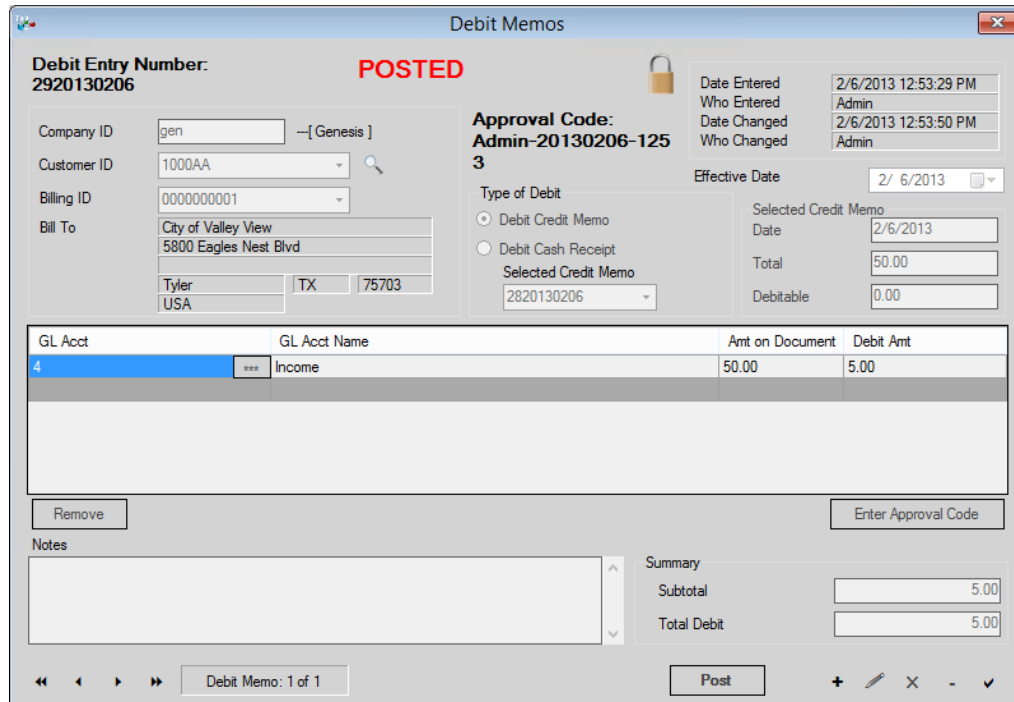 Debit Memos
Debit Entry Number:
2920130206
POSTED
Date Entered 2/6/2013 12:53:29 PM
Who Entered Admin
Date Changed 2/6/2013 12:53:50 PM
Who Changed Admin
Company ID gen ---[ Genesis ]
Customer ID 1000AA
Billing ID 0000000001
Bill To City of Valley View
5800 Eagles Nest Blvd
Tyler TX 75703
USA
Approval Code:
Admin-20130206-125
3
Type of Debit
Debit Credit Memo
Debit Cash Receipt
Selected Credit Memo
2820130206
Effective Date 2/ 6/2013
Selected Credit Memo
Date 2/6/2013
Total 50.00
Debitable 0.00
GL Acct GL Acct Name Amt on Document Debit Amt
4 *** Income 50.00 5.00
Remove
Enter Approval Code
Notes
Summary
Subtotal 5.00
Total Debit 5.00
Debit Memo: 1 of 1
Post